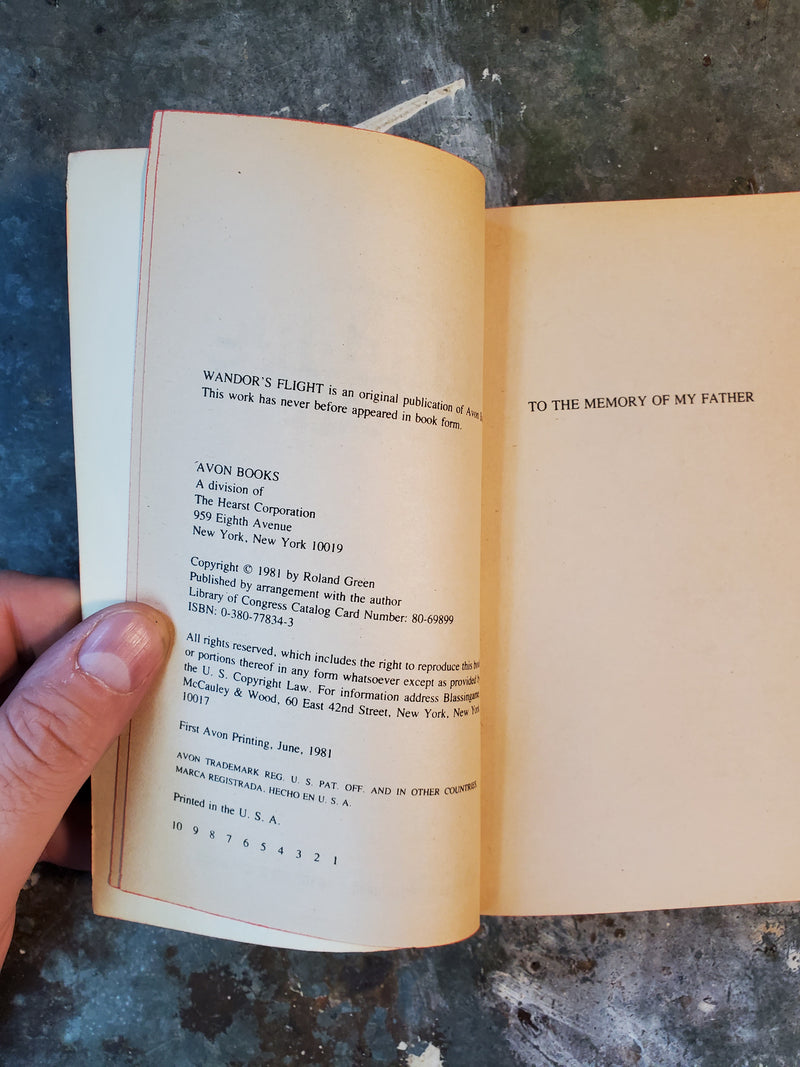 WANDOR'S FLIGHT is an original publication of Avon
This work has never before appeared in book form.
AVON BOOKS
A division of
The Hearst Corporation
959 Eighth Avenue
New York, New York 10019
Copyright © 1981 by Roland Green
Published by arrangement with the author
Library of Congress Catalog Card Number: 80-69899
ISBN: 0-380-77834-3
All rights reserved, which includes the right to reproduce this
or portions thereof in any form whatsoever except as provided
the U. S. Copyright Law. For information address Blassingame
McCauley & Wood, 60 East 42nd Street, New York, New
10017
First Avon Printing, June, 1981
AVON TRADEMARK REG. U. S. PAT. OFF. AND IN OTHER COUNTRIES
MARCA REGISTRADA, HECHO EN U. S. A.
Printed in the U. S. A.
10 9 8 7 6 5 4 3 2 1
TO THE MEMORY OF MY FATHER